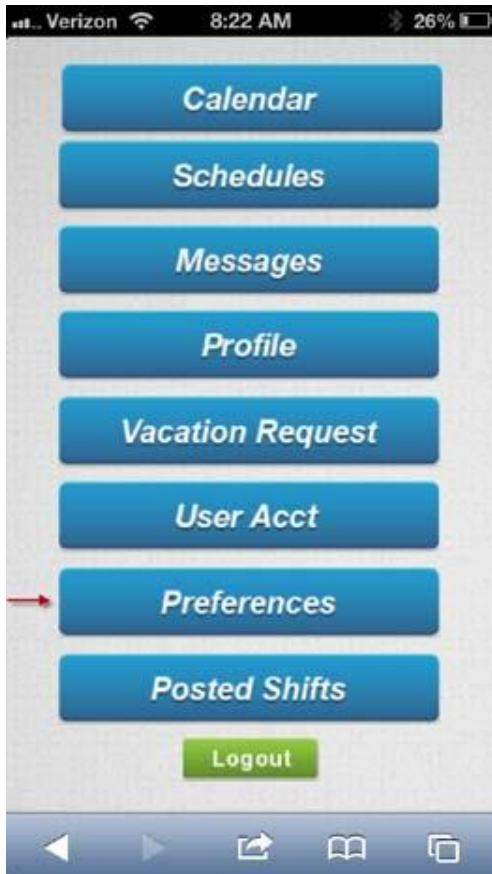 Verizon 8:22 AM 26%
Calendar
Schedules
Messages
Profile
Vacation Request
User Acct
Preferences
Posted Shifts
Logout